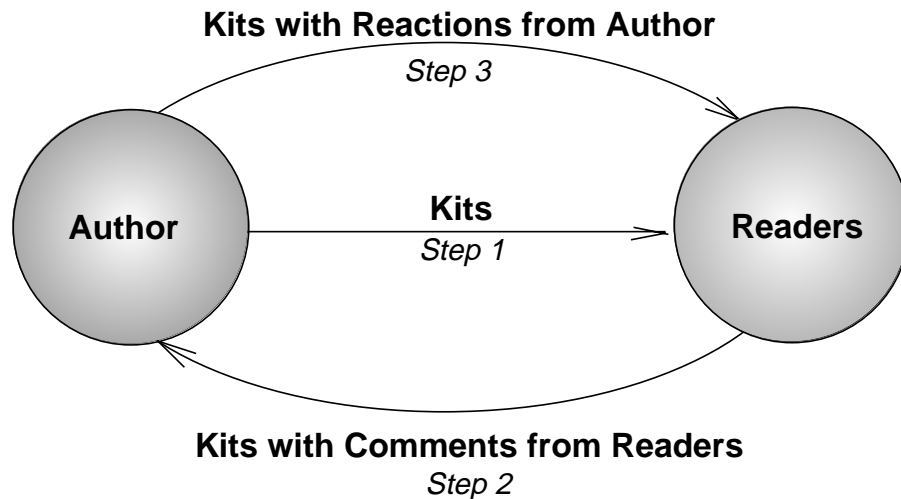 Kits with Reactions from Author
Step 3
Author
Kits
Step 1
Readers
Kits with Comments from Readers
Step 2